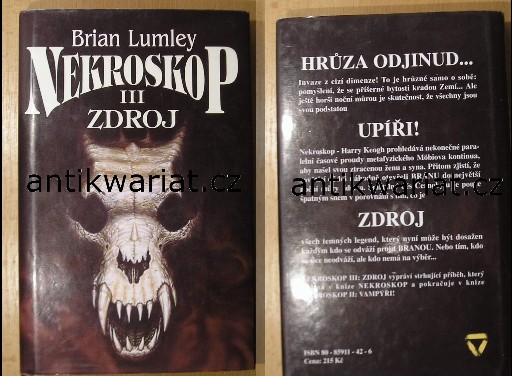 Brian Lumley
NEKROSKOP
III
ZDROJ
antikwariat.cz
HRŮZA ODJINUD...
Invaze z cizí dimenze! To je hrůzné samo o sobě:
pomyšlení, že se příšerné bytosti kradou Zemí... Ale
ještě horší noční můrou je skutečnost, že všechny jsou
svou podstatou
UPÍŘI!
Nekroskop - Harry Keogh prohledává nekonečné para-
lelní časové proudy metafyzického Möbiova kontinua,
aby našel svou ztracenou ženu a syna. Přitom zjistí, že
BRÁNU do největší
antikwariat.cz
špatným snem v porovnání s tím, co je
ZDROJ
všech temných legend, který nyní může být dosažen
každým kdo se odváží projít BRANOU. Nebo tím, kdo
se sice neodváží, ale kdo nemá na výběr...
NEKROSKOP III: ZDROJ vypráví strhující příběh, který
v knize NEKROSKOP a pokračuje v knize
NEKROSKOP II: VAMPÝŘI!
ISBN 80 - 85911 - 42 - 6
Cena: 215 Kč